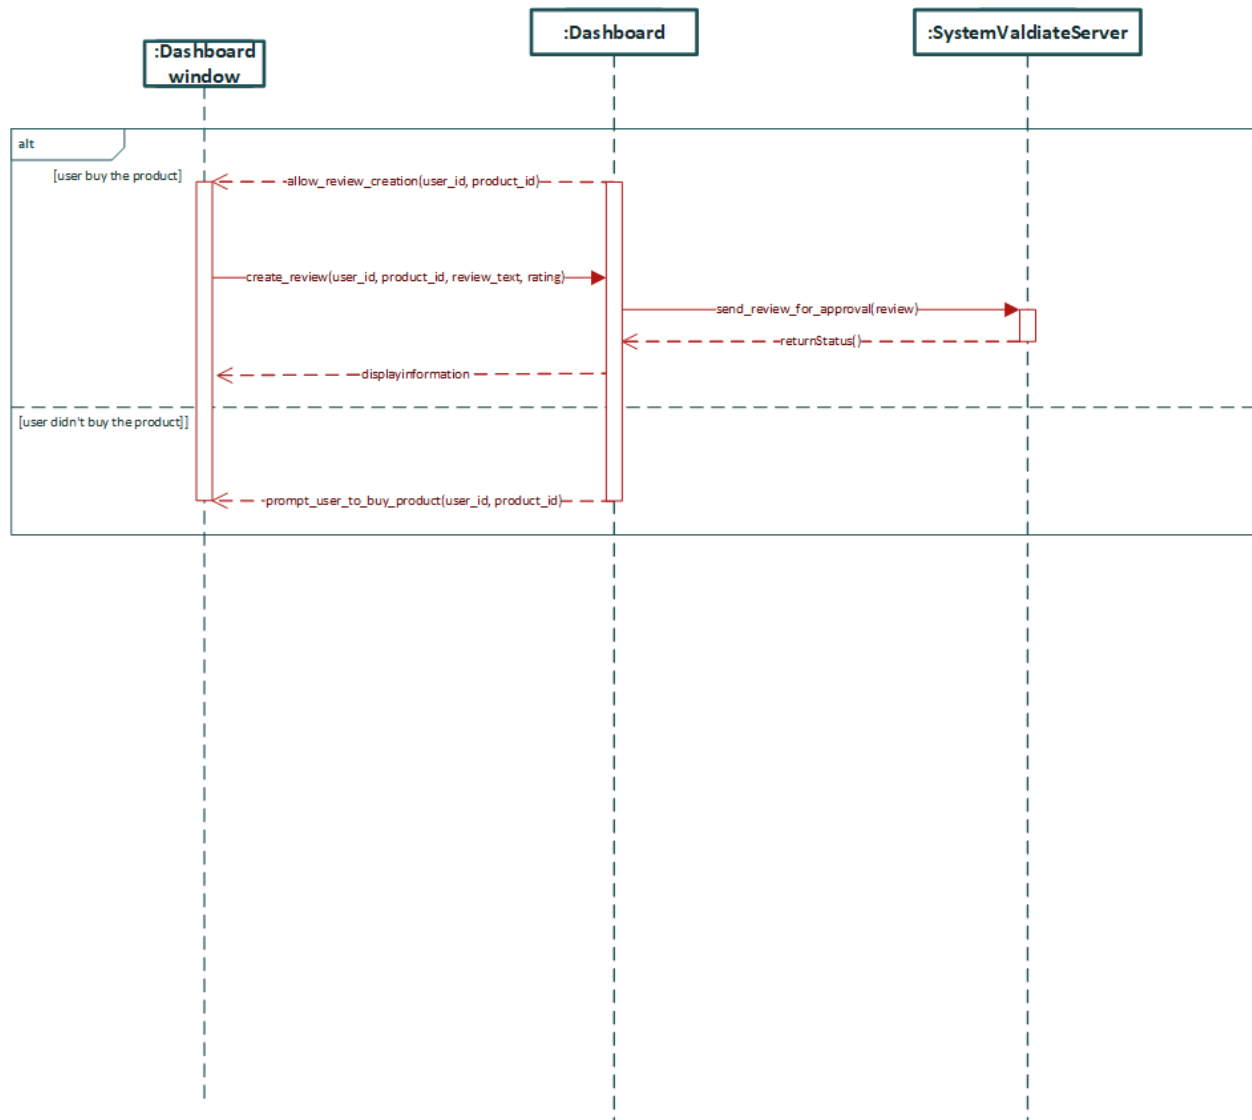 :Dashboard
window
:Dashboard
:SystemValdiateServer
alt
[user buy the product]
allow_review_creation(user_id, product_id)
create_review(user_id, product_id, review_text, rating)
send_review_for_approval(review)
returnStatus()
displayinformation
[user didn't buy the product]]
prompt_user_to_buy_product(user_id, product_id)